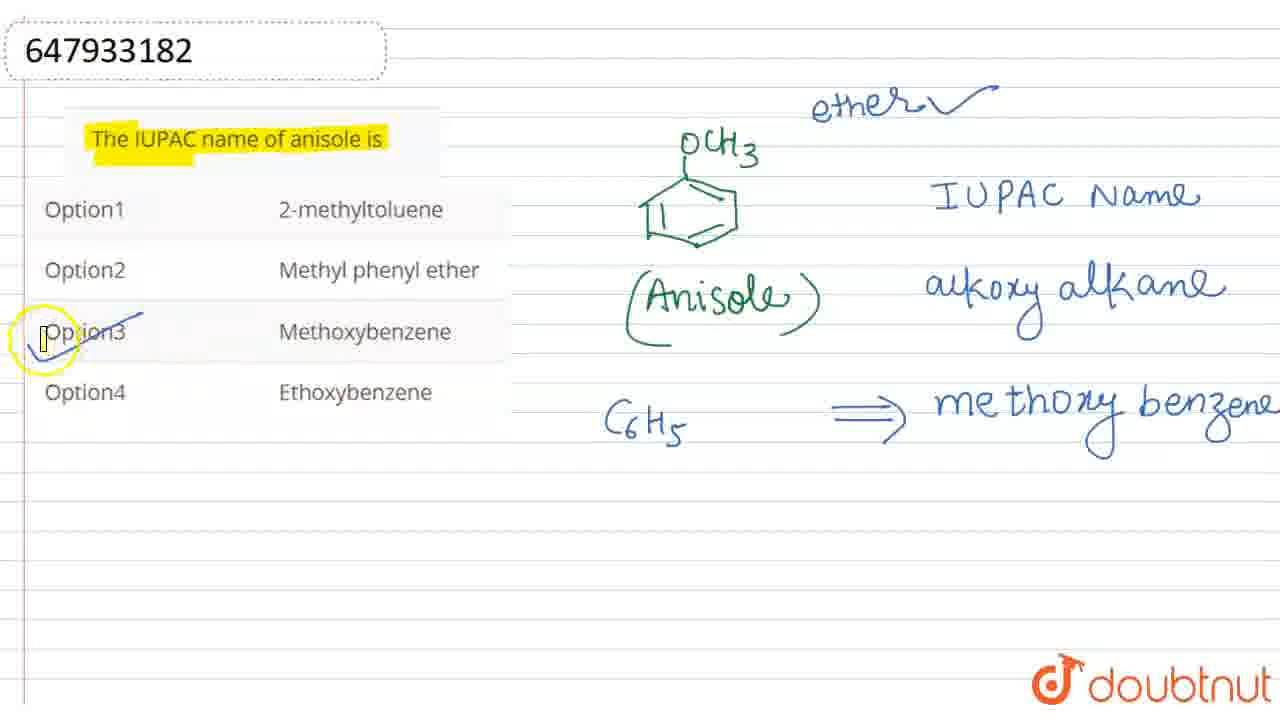 647933182
The IUPAC name of anisole is
Option1 2-methyltoluene
Option2 Methyl phenyl ether
Option3 Methoxybenzene
Option4 Ethoxybenzene
OCH3
(Anisole)
C6H5
ether
IUPAC Name
alkoxy alkane
⇒ methoxy benzene
doubtnut